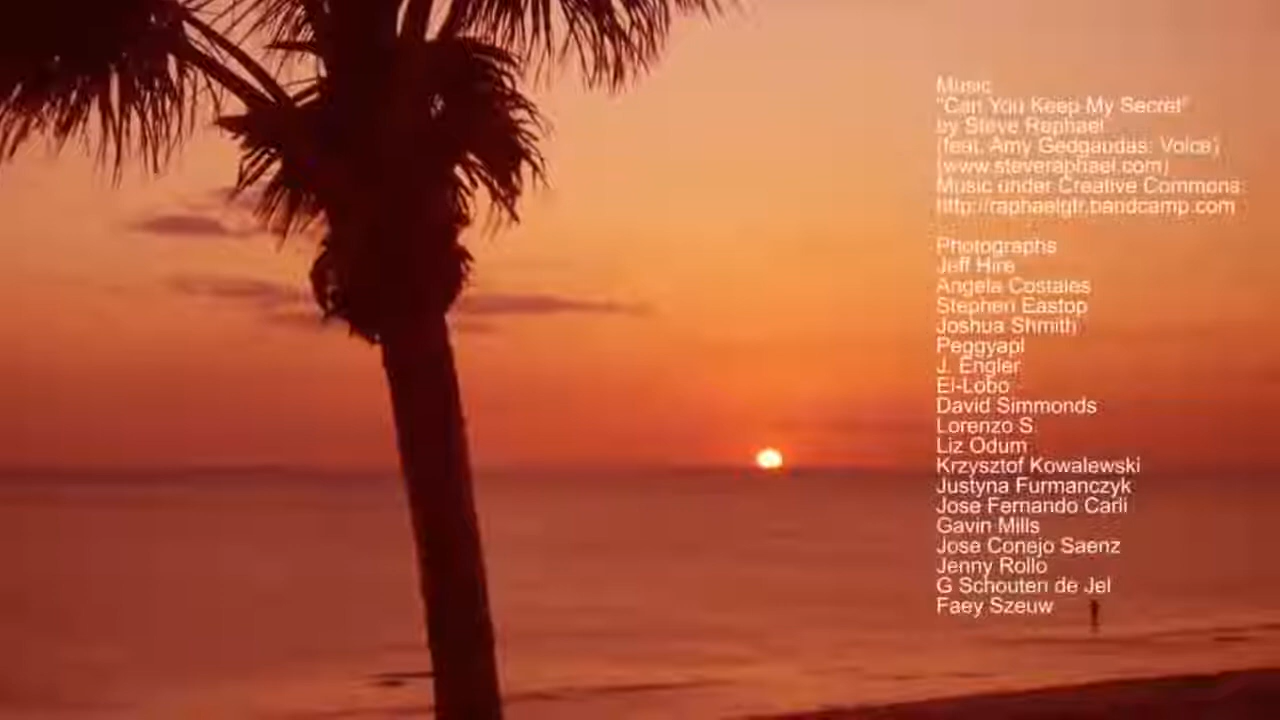 Music
"Can You Keep My Secret"
by Steve Raphael
(feat. Amy Gedgaudas: Voice)
(www.steveraphael.com)
Music under Creative Commons:
http://raphaelgtr.bandcamp.com
Photographs
Jeff Hire
Angela Costales
Stephen Eastop
Joshua Shmith
Peggyapl
J. Engler
El-Lobo
David Simmonds
Lorenzo S.
Liz Odum
Krzysztof Kowalewski
Justyna Furmanczyk
Jose Fernando Carli
Gavin Mills
Jose Conejo Saenz
Jenny Rollo
G Schouten de Jel
Faey Szeuw